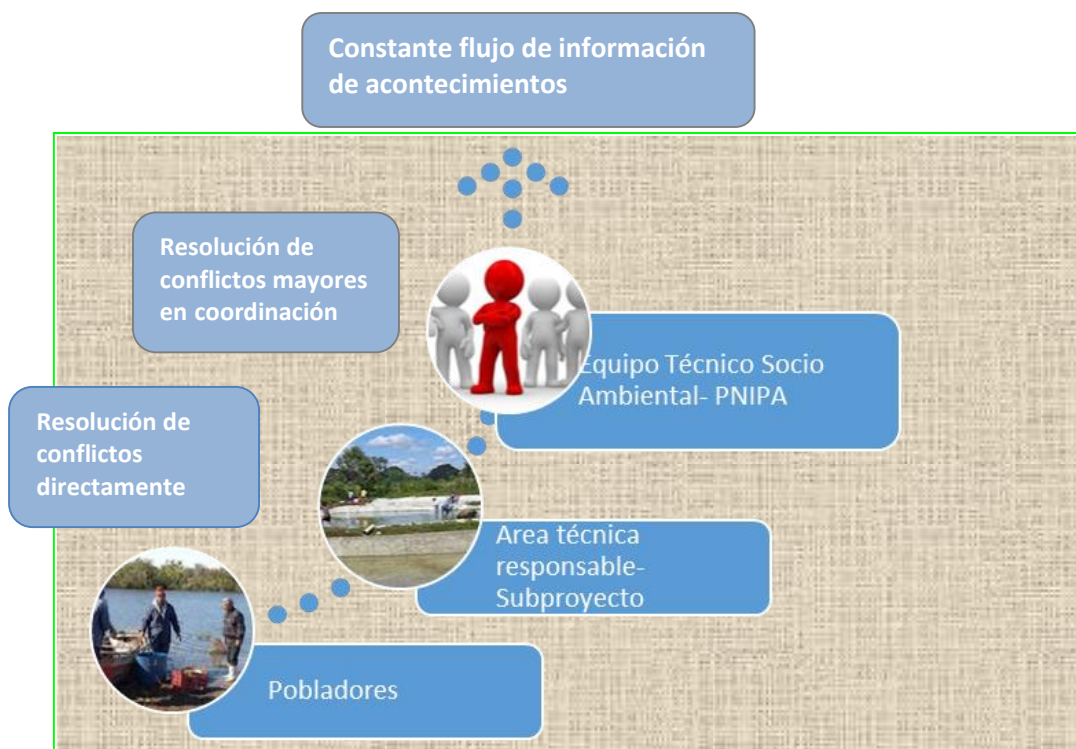 Constante flujo de información
de acontecimientos
Resolución de
conflictos mayores
en coordinación
Equipo Técnico Socio
Ambiental- PNIPA
Resolución de
conflictos
directamente
Area técnica
responsable-
Subproyecto
Pobladores